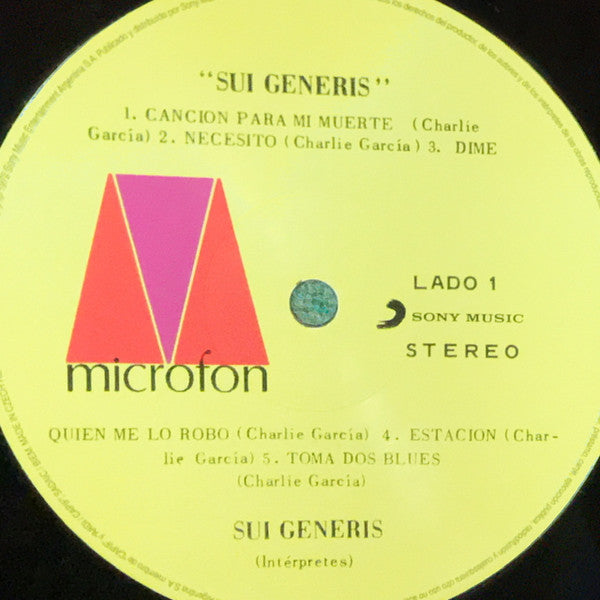 "SUI GENERIS"
1. CANCION PARA MI MUERTE (Charlie
García) 2. NECESITO (Charlie García) 3. DIME
LADO 1
SONY MUSIC
STEREO
microfon
QUIEN ME LO ROBO (Charlie García) 4. ESTACION (Char-
lie García) 5. TOMA DOS BLUES
(Charlie García)
SUI GENERIS
(Intérpretes)